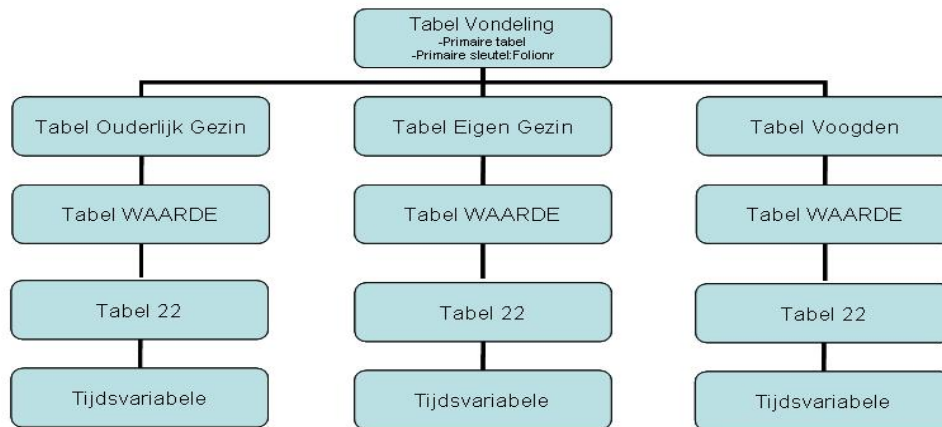 Tabel Vondeling
-Primaire tabel
-Primaire sleutel:Folionr
Tabel Ouderlijk Gezin
Tabel Eigen Gezin
Tabel Voogden
Tabel WAARDE
Tabel WAARDE
Tabel WAARDE
Tabel 22
Tabel 22
Tabel 22
Tijdsvariabele
Tijdsvariabele
Tijdsvariabele